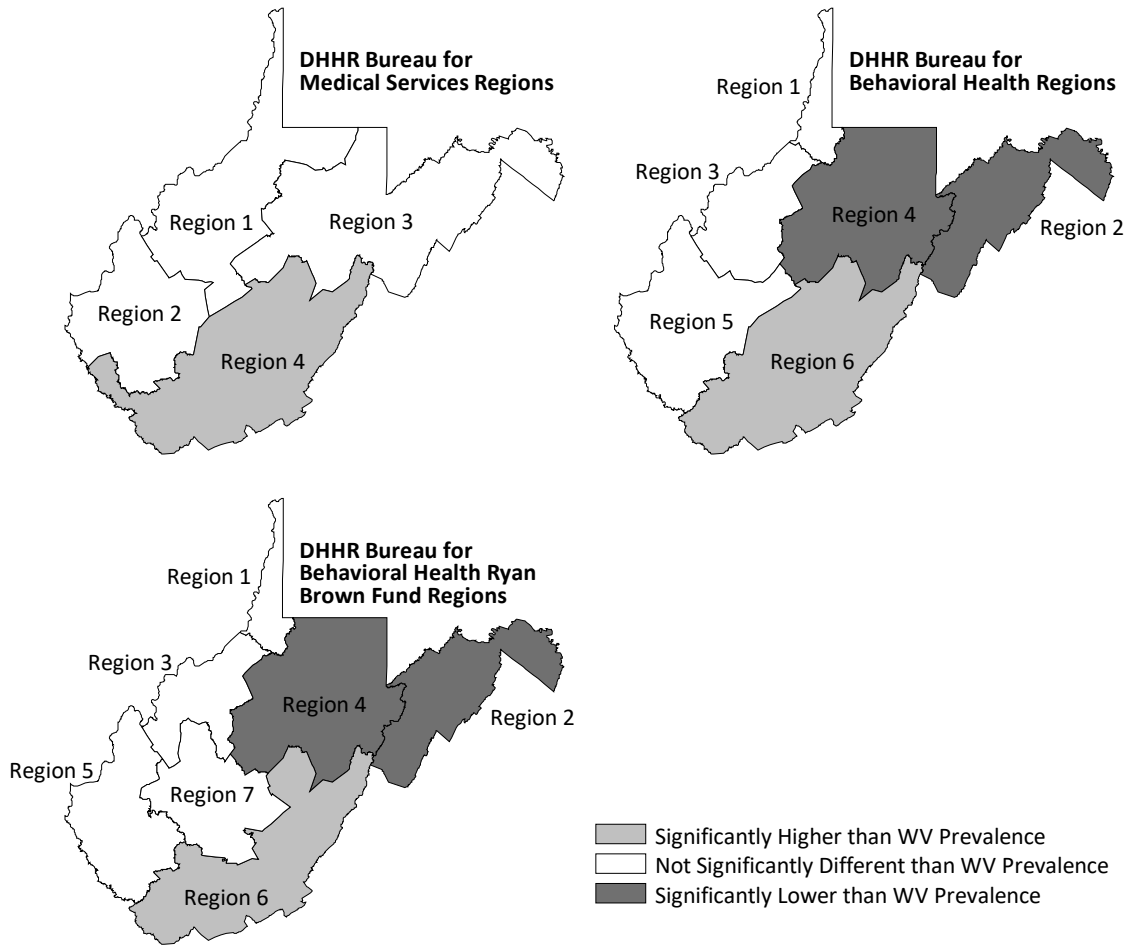 DHHR Bureau for
Medical Services Regions
Region 1
Region 3
Region 2
Region 4
DHHR Bureau for
Behavioral Health Regions
Region 1
Region 3
Region 4
Region 2
Region 5
Region 6
DHHR Bureau for
Behavioral Health Ryan
Brown Fund Regions
Region 1
Region 3
Region 4
Region 2
Region 5
Region 7
Region 6
Significantly Higher than WV Prevalence
Not Significantly Different than WV Prevalence
Significantly Lower than WV Prevalence